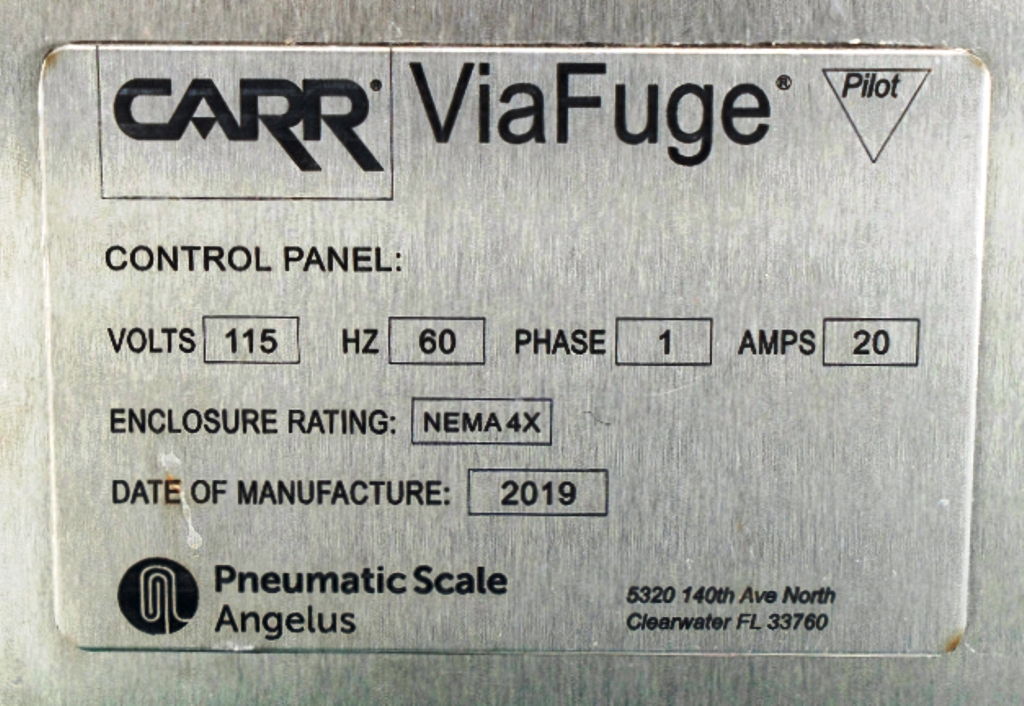 CARR® ViaFuge® Pilot
CONTROL PANEL:
VOLTS 115 HZ 60 PHASE 1 AMPS 20
ENCLOSURE RATING: NEMA 4X
DATE OF MANUFACTURE: 2019
Pneumatic Scale
Angelus
5320 140th Ave North
Clearwater FL 33760